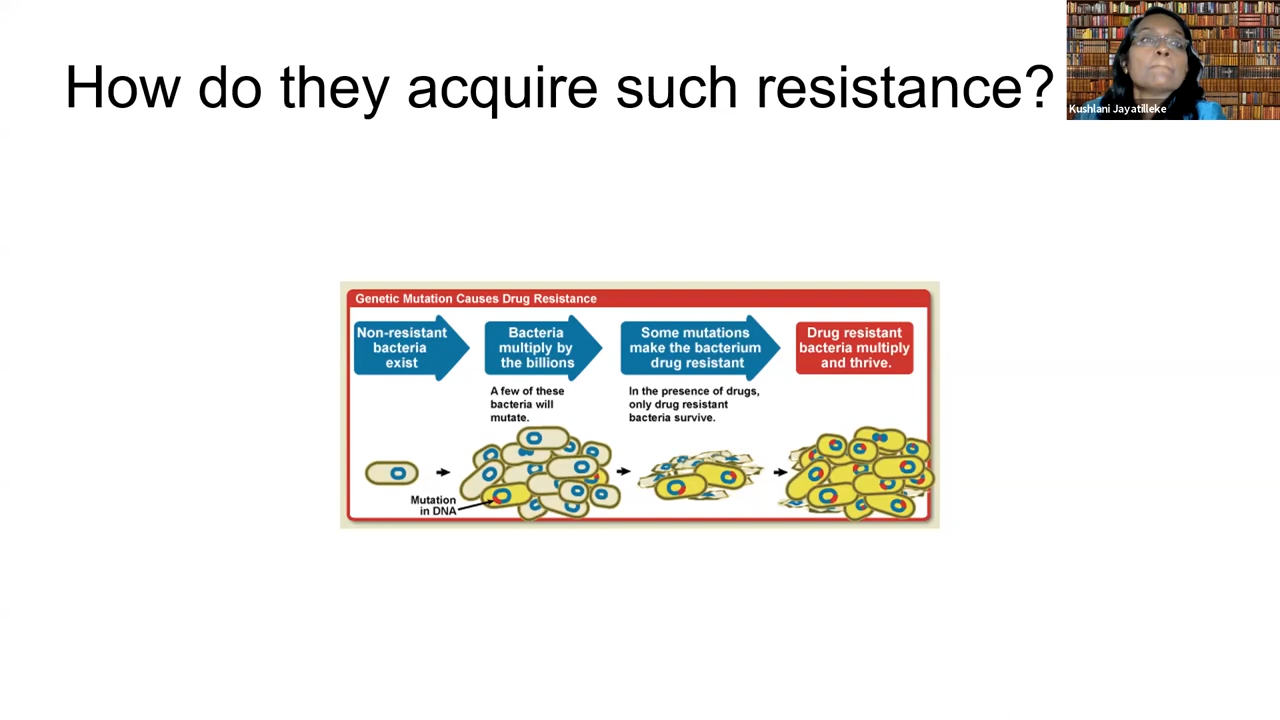 How do they acquire such resistance?
Kushlani Jayatilleke
Genetic Mutation Causes Drug Resistance
Non-resistant
bacteria
exist
Bacteria
multiply by
the billions
Some mutations
make the bacterium
drug resistant
Drug resistant
bacteria multiply
and thrive.
A few of these
bacteria will
mutate.
In the presence of drugs,
only drug resistant
bacteria survive.
Mutation
in DNA